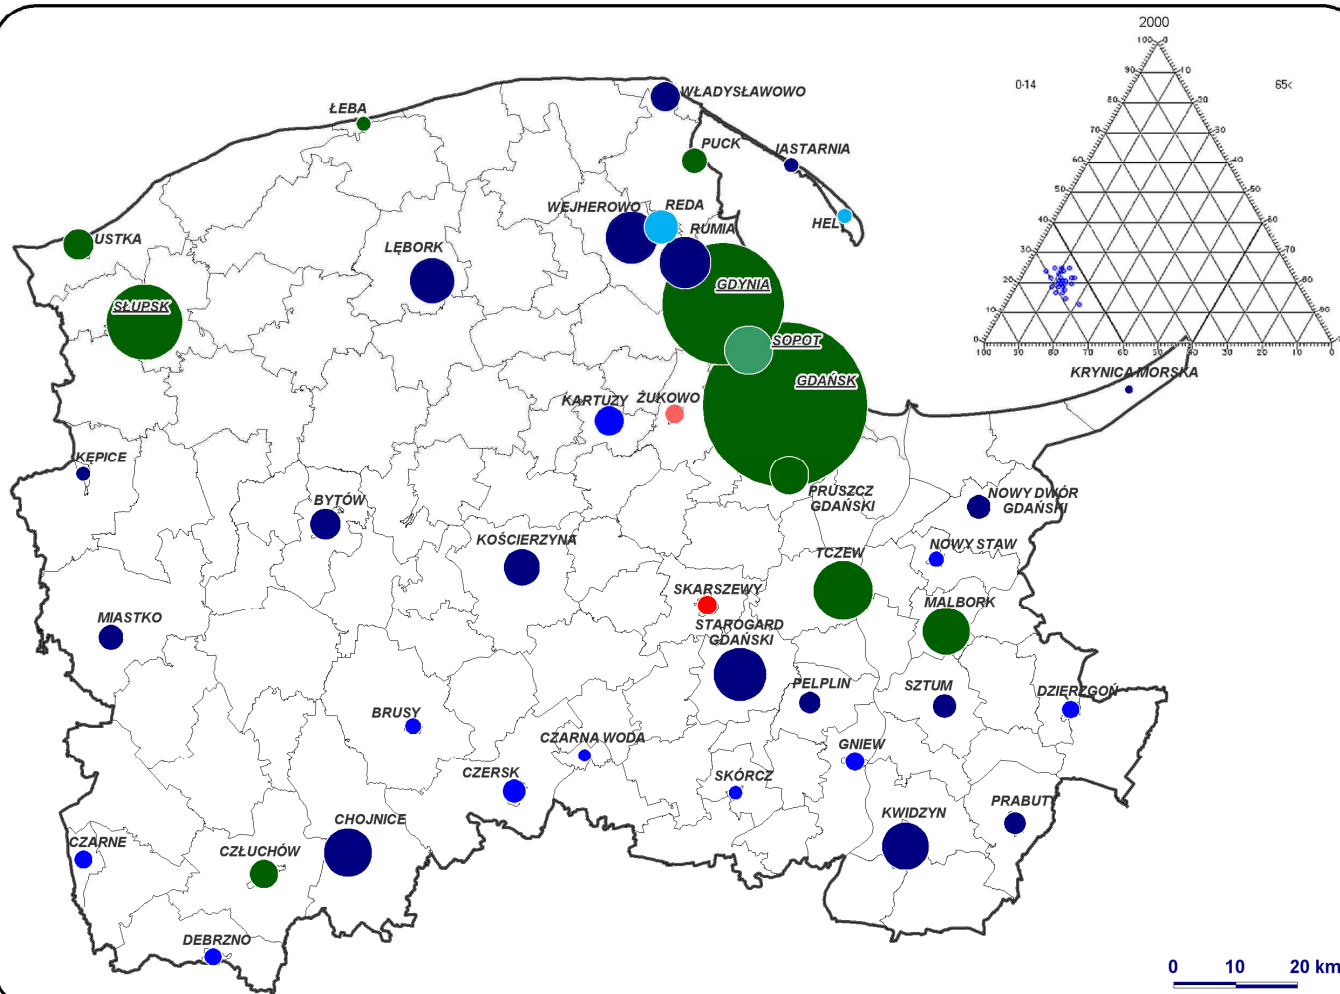 2000
0-14
65<
WŁADYSŁAWOWO
ŁEBA
PUCK
JASTARNIA
WEJHEROWO
REDA
HEL
RUMIA
USTKA
LĘBORK
GDYNIA
SŁUPSK
SOPOT
GDAŃSK
KRYNICA MORSKA
KARTUZY
ŻUKOWO
KĘPICE
PRUSZCZ
GDAŃSKI
NOWY DWÓR
GDAŃSKI
BYTÓW
KOŚCIERZYNA
TCZEW
NOWY STAW
SKARSZEWY
MALBORK
MIASTKO
STAROGARD
GDAŃSKI
PELPLIN
SZTUM
DZIERZGOŃ
BRUSY
CZARNA WODA
GNIEW
CZERSK
SKÓRCZ
PRABUTY
CHOJNICE
KWIDZYN
CZARNE
CZŁUCHÓW
DEBRZNO
0 10 20 km